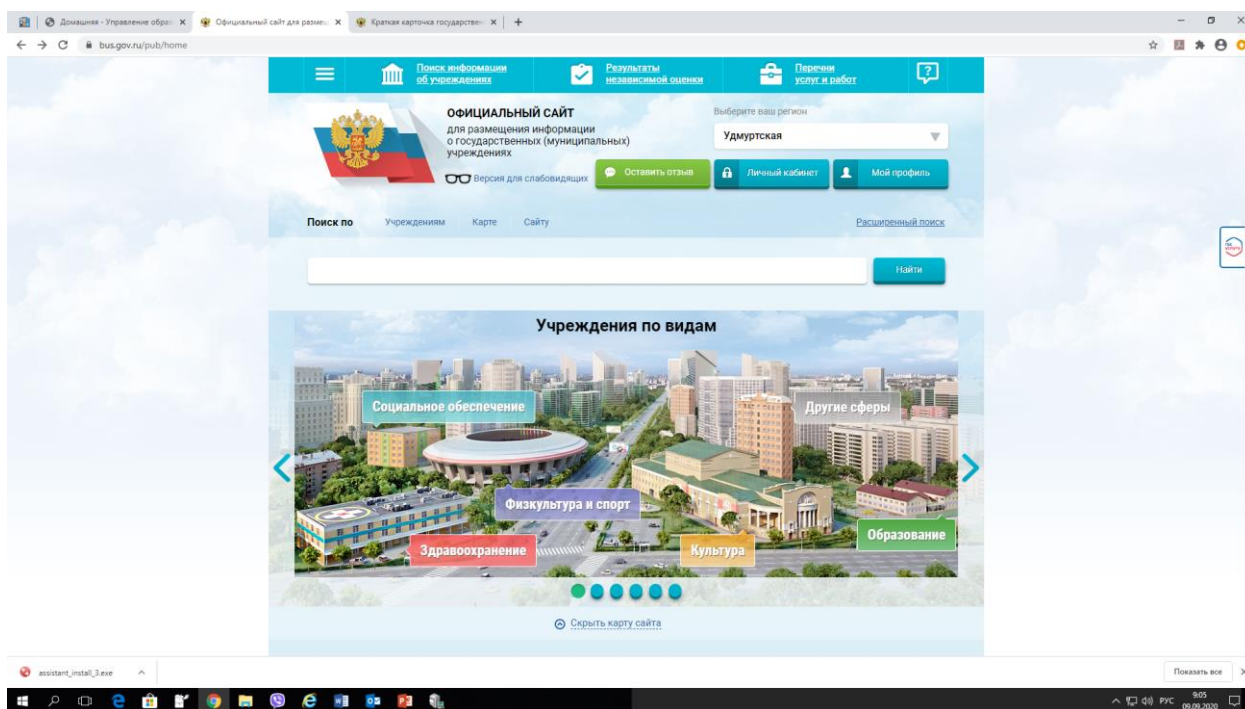 Домашняя - Управление образ
Официальный сайт для размещ
Краткая карточка государствен
bus.gov.ru/pub/home
Поиск информации
об учреждениях
Результаты
независимой оценки
Перечни
услуг и работ
ОФИЦИАЛЬНЫЙ САЙТ
для размещения информации
о государственных (муниципальных)
учреждениях
Версия для слабовидящих
Оставить отзыв
Выберите ваш регион
Удмуртская
Личный кабинет
Мой профиль
Поиск по Учреждениям Карте Сайту Расширенный поиск
Найти
Учреждения по видам
Социальное обеспечение
Другие сферы
Физкультура и спорт
Образование
Здравоохранение
Культура
Скрыть карту сайта
assistant_install_3.exe
Показать все
РУС
9:05
09.09.2020